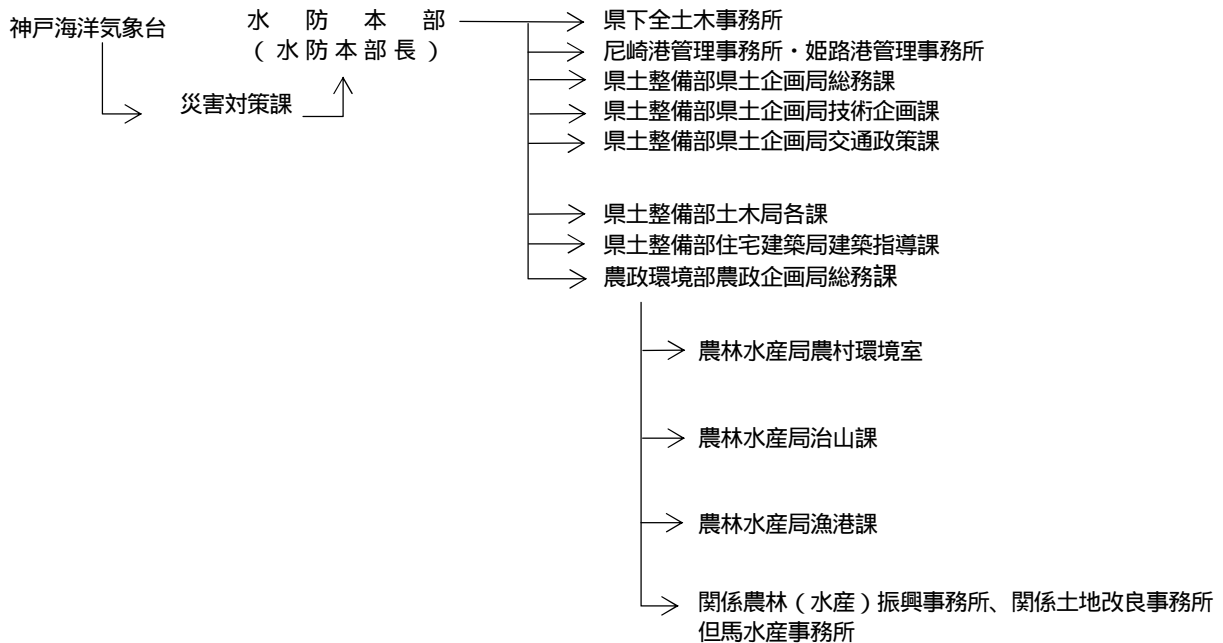 神戸海洋気象台
災害対策課
水防本部
（水防本部長）
県下全土木事務所
尼崎港管理事務所・姫路港管理事務所
県土整備部県土企画局総務課
県土整備部県土企画局技術企画課
県土整備部県土企画局交通政策課
県土整備部土木局各課
県土整備部住宅建築局建築指導課
農政環境部農政企画局総務課
農林水産局農村環境室
農林水産局治山課
農林水産局漁港課
関係農林（水産）振興事務所、関係土地改良事務所
但馬水産事務所